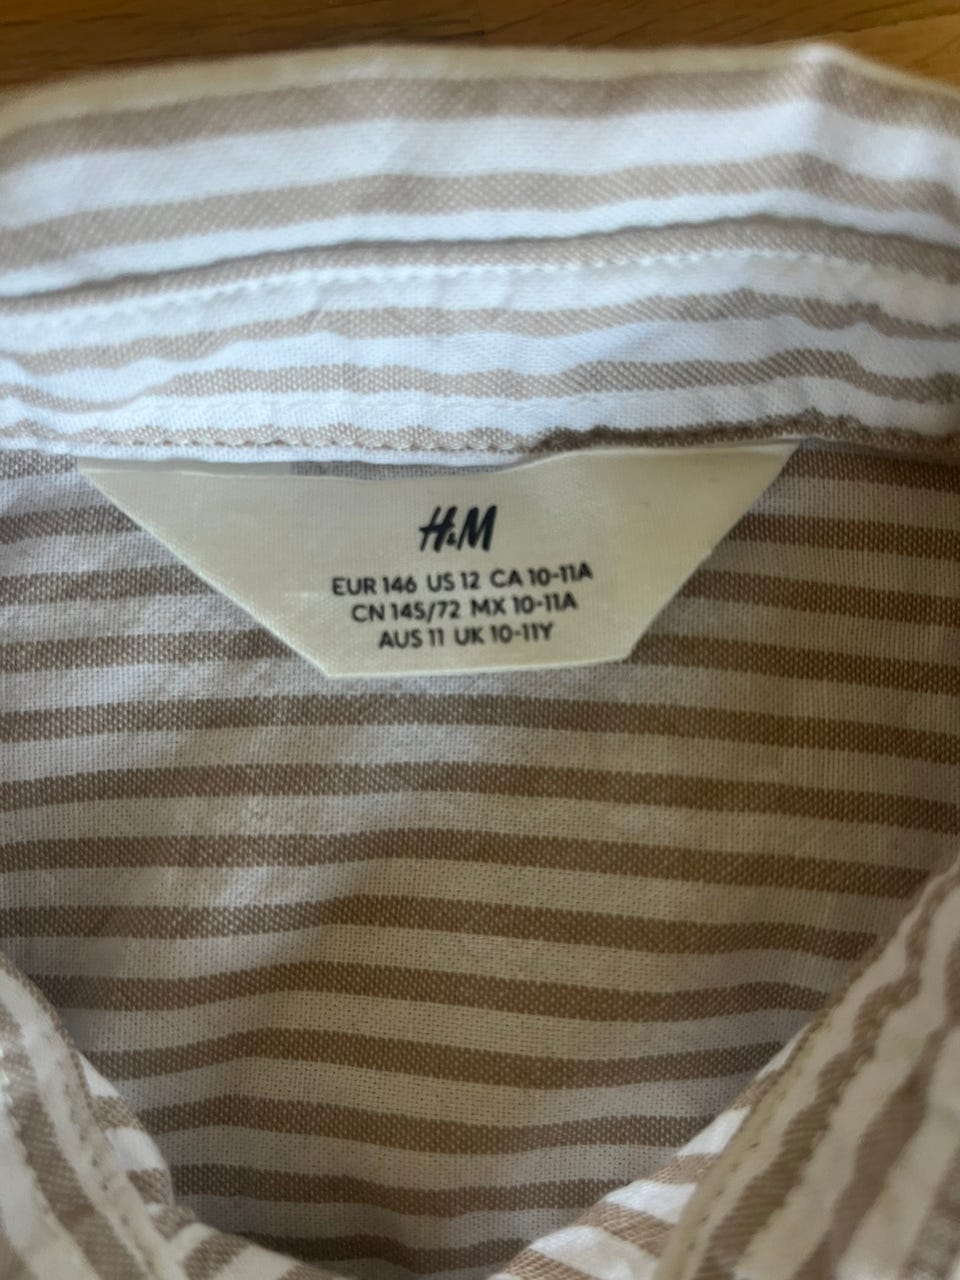 H&M
EUR 146 US 12 CA 10-11A
CN 145/72 MX 10-11A
AUS 11 UK 10-11Y